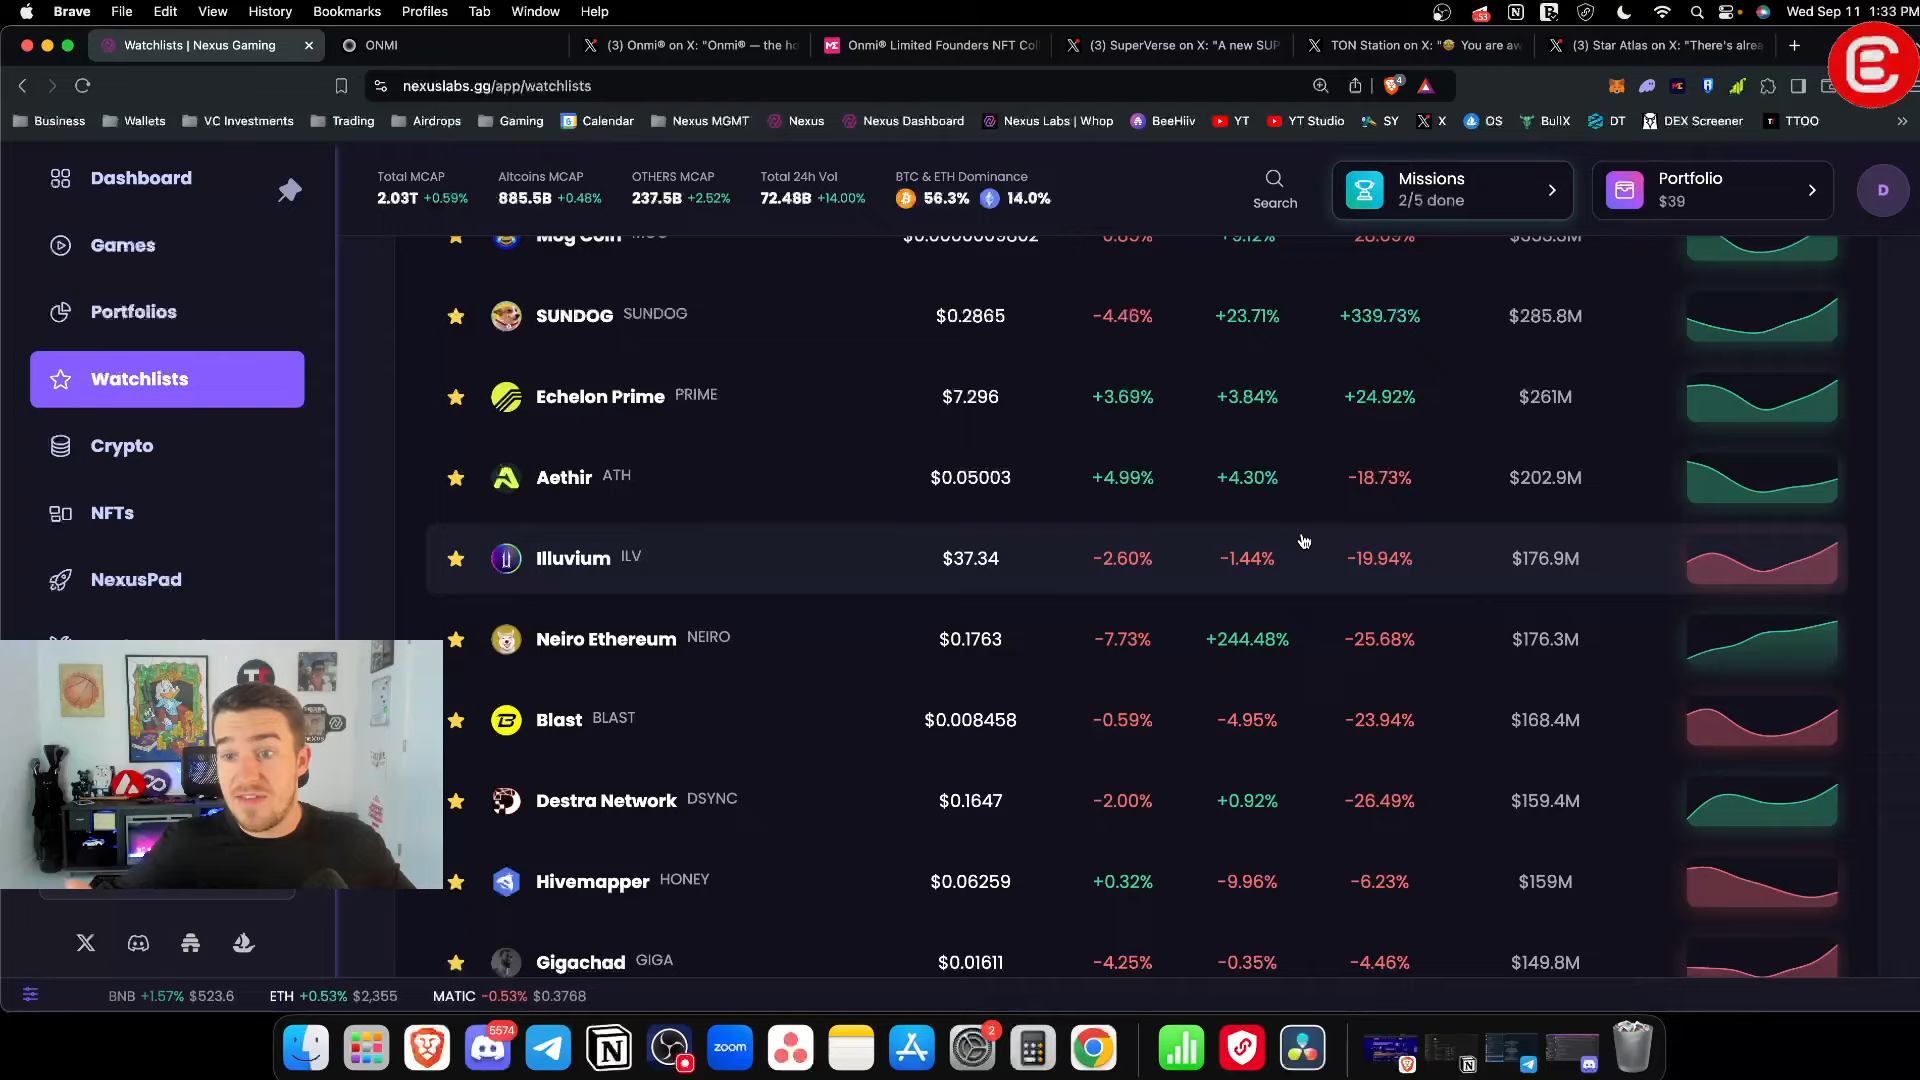 Brave File Edit View History Bookmarks Profiles Tab Window Help
.53
Wed Sep 11 1:33 PM
Watchlists | Nexus Gaming
ONMI
(3) Onmi® on X: "Onmi® — the ho
Onmi® Limited Founders NFT Col
(3) SuperVerse on X: "A new SUP
TON Station on X: "🤩 You are aw
(3) Star Atlas on X: "There's alrea
nexuslabs.gg/app/watchlists
4
Business Wallets VC Investments Trading Airdrops Gaming Calendar Nexus MGMT Nexus Nexus Dashboard Nexus Labs | Whop BeeHiiv YT YT Studio SY X OS BullX DT DEX Screener TTOO
Dashboard
Games
Portfolios
Watchlists
Crypto
NFTs
NexusPad
Total MCAP
2.03T +0.59%
Altcoins MCAP
885.5B +0.48%
OTHERS MCAP
237.5B +2.52%
Total 24h Vol
72.48B +14.00%
BTC & ETH Dominance
56.3% 14.0%
Search
Missions
2/5 done
Portfolio
$39
D
Mog Coin
SUNDOG SUNDOG $0.2865 -4.46% +23.71% +339.73% $285.8M
Echelon Prime PRIME $7.296 +3.69% +3.84% +24.92% $261M
Aethir ATH $0.05003 +4.99% +4.30% -18.73% $202.9M
Illuvium ILV $37.34 -2.60% -1.44% -19.94% $176.9M
Neiro Ethereum NEIRO $0.1763 -7.73% +244.48% -25.68% $176.3M
Blast BLAST $0.008458 -0.59% -4.95% -23.94% $168.4M
Destra Network DSYNC $0.1647 -2.00% +0.92% -26.49% $159.4M
Hivemapper HONEY $0.06259 +0.32% -9.96% -6.23% $159M
Gigachad GIGA $0.01611 -4.25% -0.35% -4.46% $149.8M
BNB +1.57% $523.6 ETH +0.53% $2,355 MATIC -0.53% $0.3768
5574
zoom
2